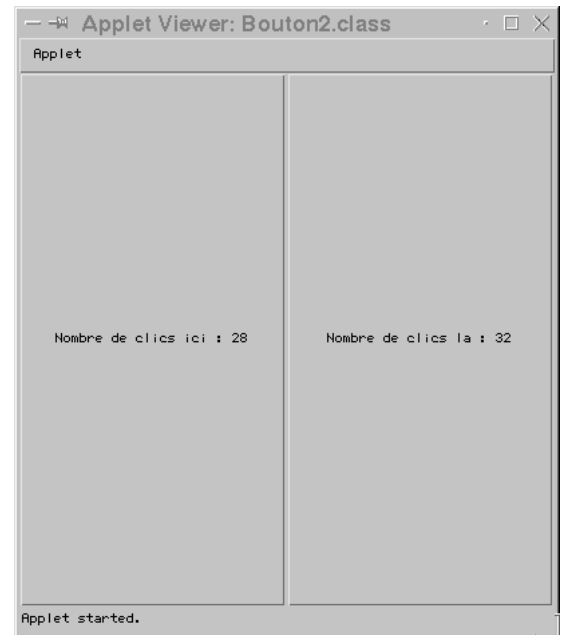 Applet Viewer: Bouton2.class
Applet
Nombre de clics ici : 28
Nombre de clics la : 32
Applet started.